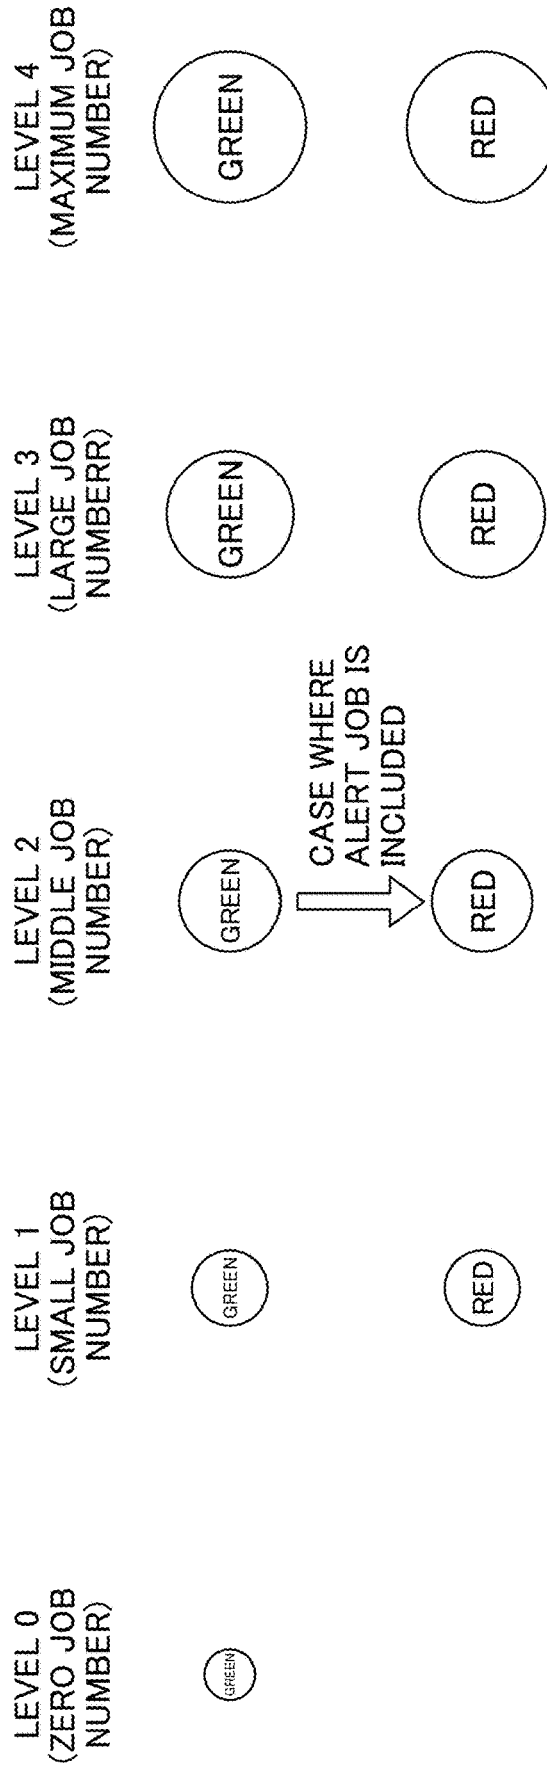 LEVEL 0
(ZERO JOB
NUMBER)
LEVEL 1
(SMALL JOB
NUMBER)
LEVEL 2
(MIDDLE JOB
NUMBER)
LEVEL 3
(LARGE JOB
NUMBERR)
LEVEL 4
(MAXIMUM JOB
NUMBER)
GREEN
GREEN
GREEN
GREEN
GREEN
CASE WHERE
ALERT JOB IS
INCLUDED
RED
RED
RED
RED